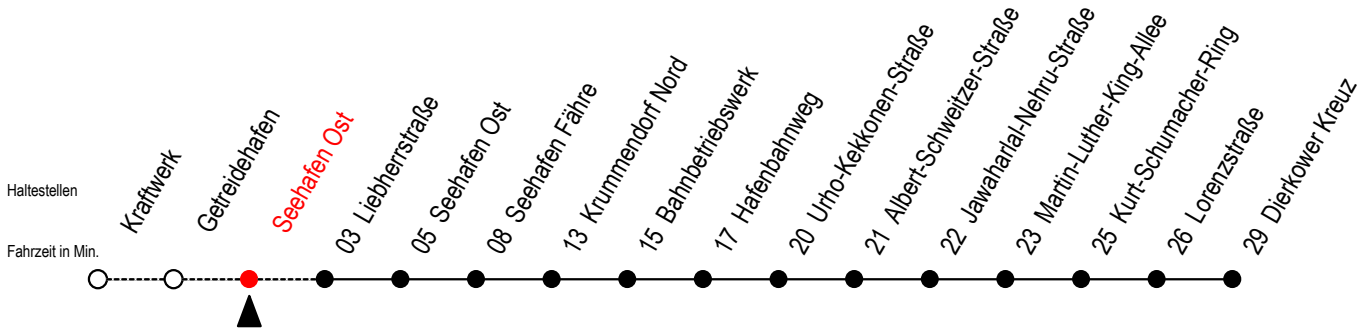 Haltestellen
Fahrzeit in Min.
Kraftwerk
Getreidehafen
Seehafen Ost
03 Liebherrstraße
05 Seehafen Ost
08 Seehafen Fähre
13 Krummendorf Nord
15 Bahnbetriebswerk
17 Hafenbahnweg
20 Urho-Kekkonen-Straße
21 Albert-Schweitzer-Straße
22 Jawaharlal-Nehru-Straße
23 Martin-Luther-King-Allee
25 Kurt-Schumacher-Ring
26 Lorenzstraße
29 Dierkower Kreuz